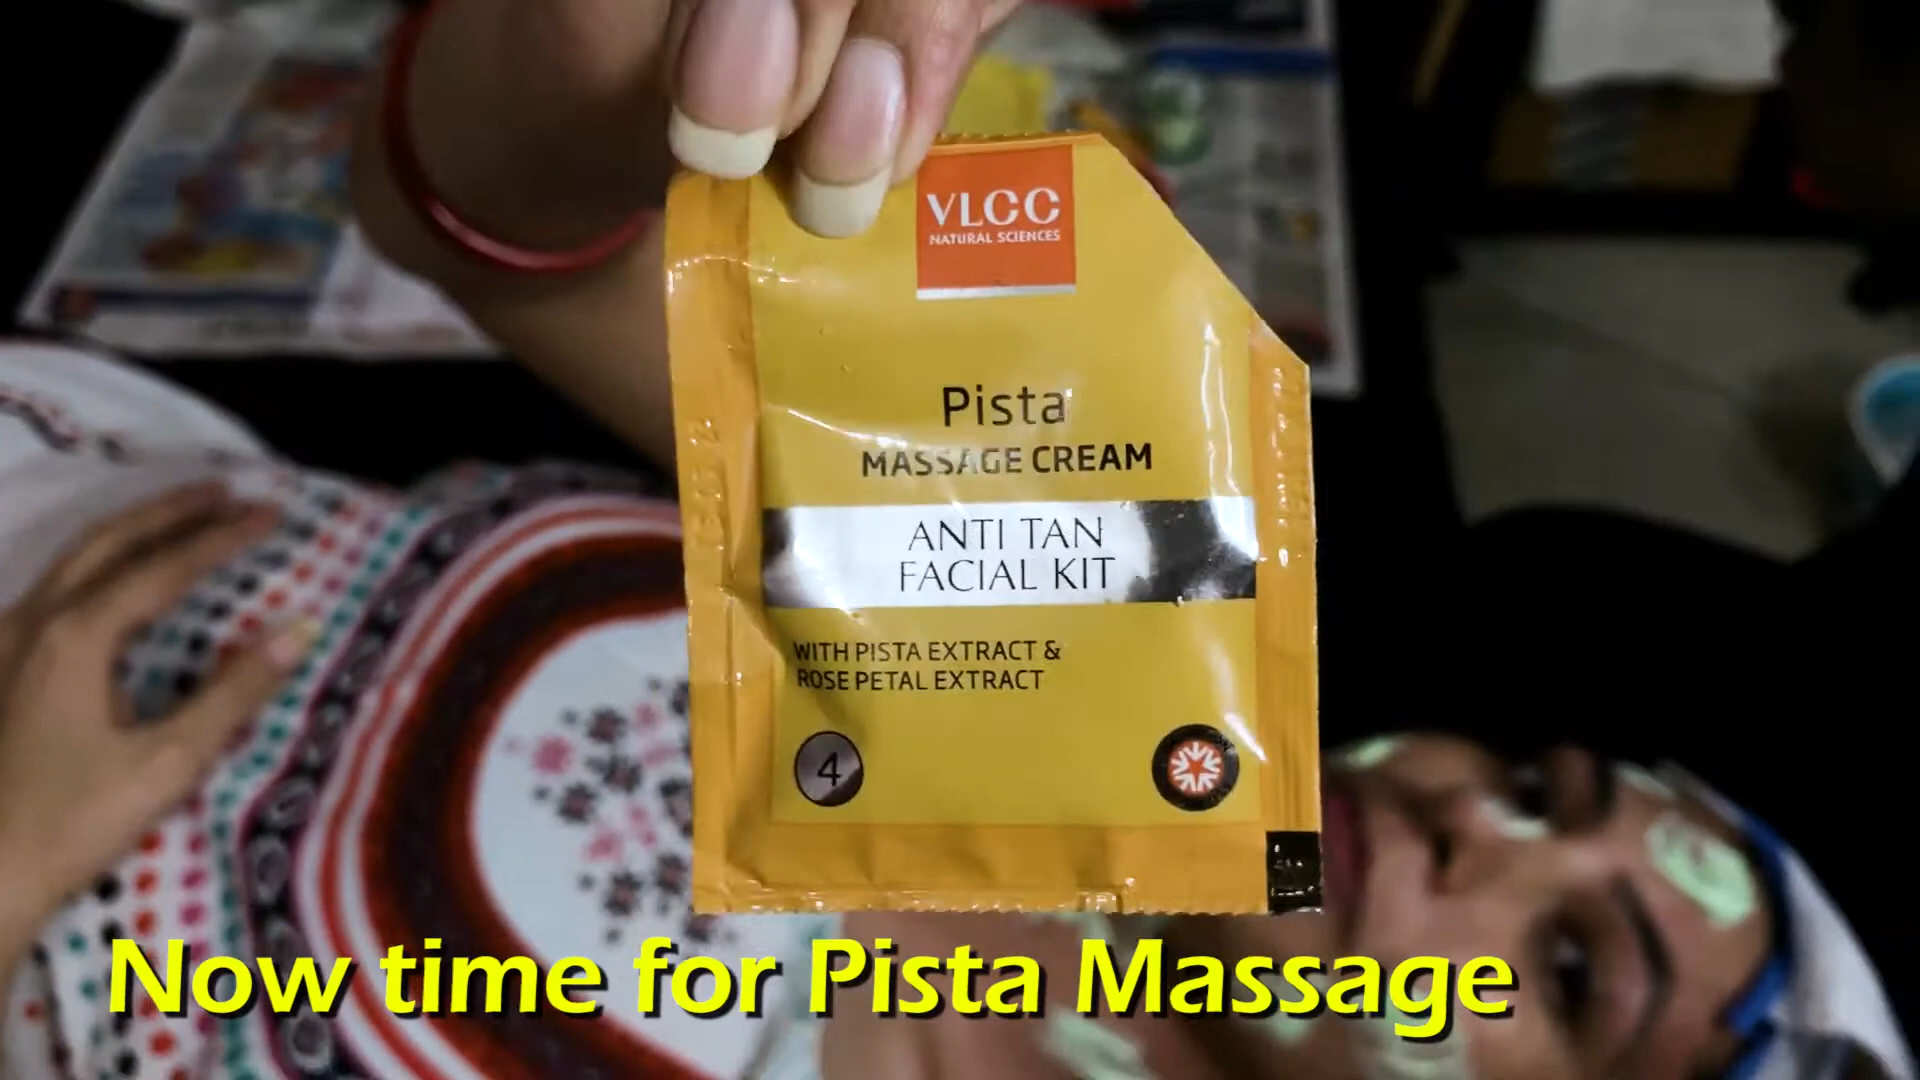 VLCC
NATURAL SCIENCES
Pista
MASSAGE CREAM
ANTI TAN
FACIAL KIT
WITH PISTA EXTRACT &
ROSE PETAL EXTRACT
4
Now time for Pista Massage